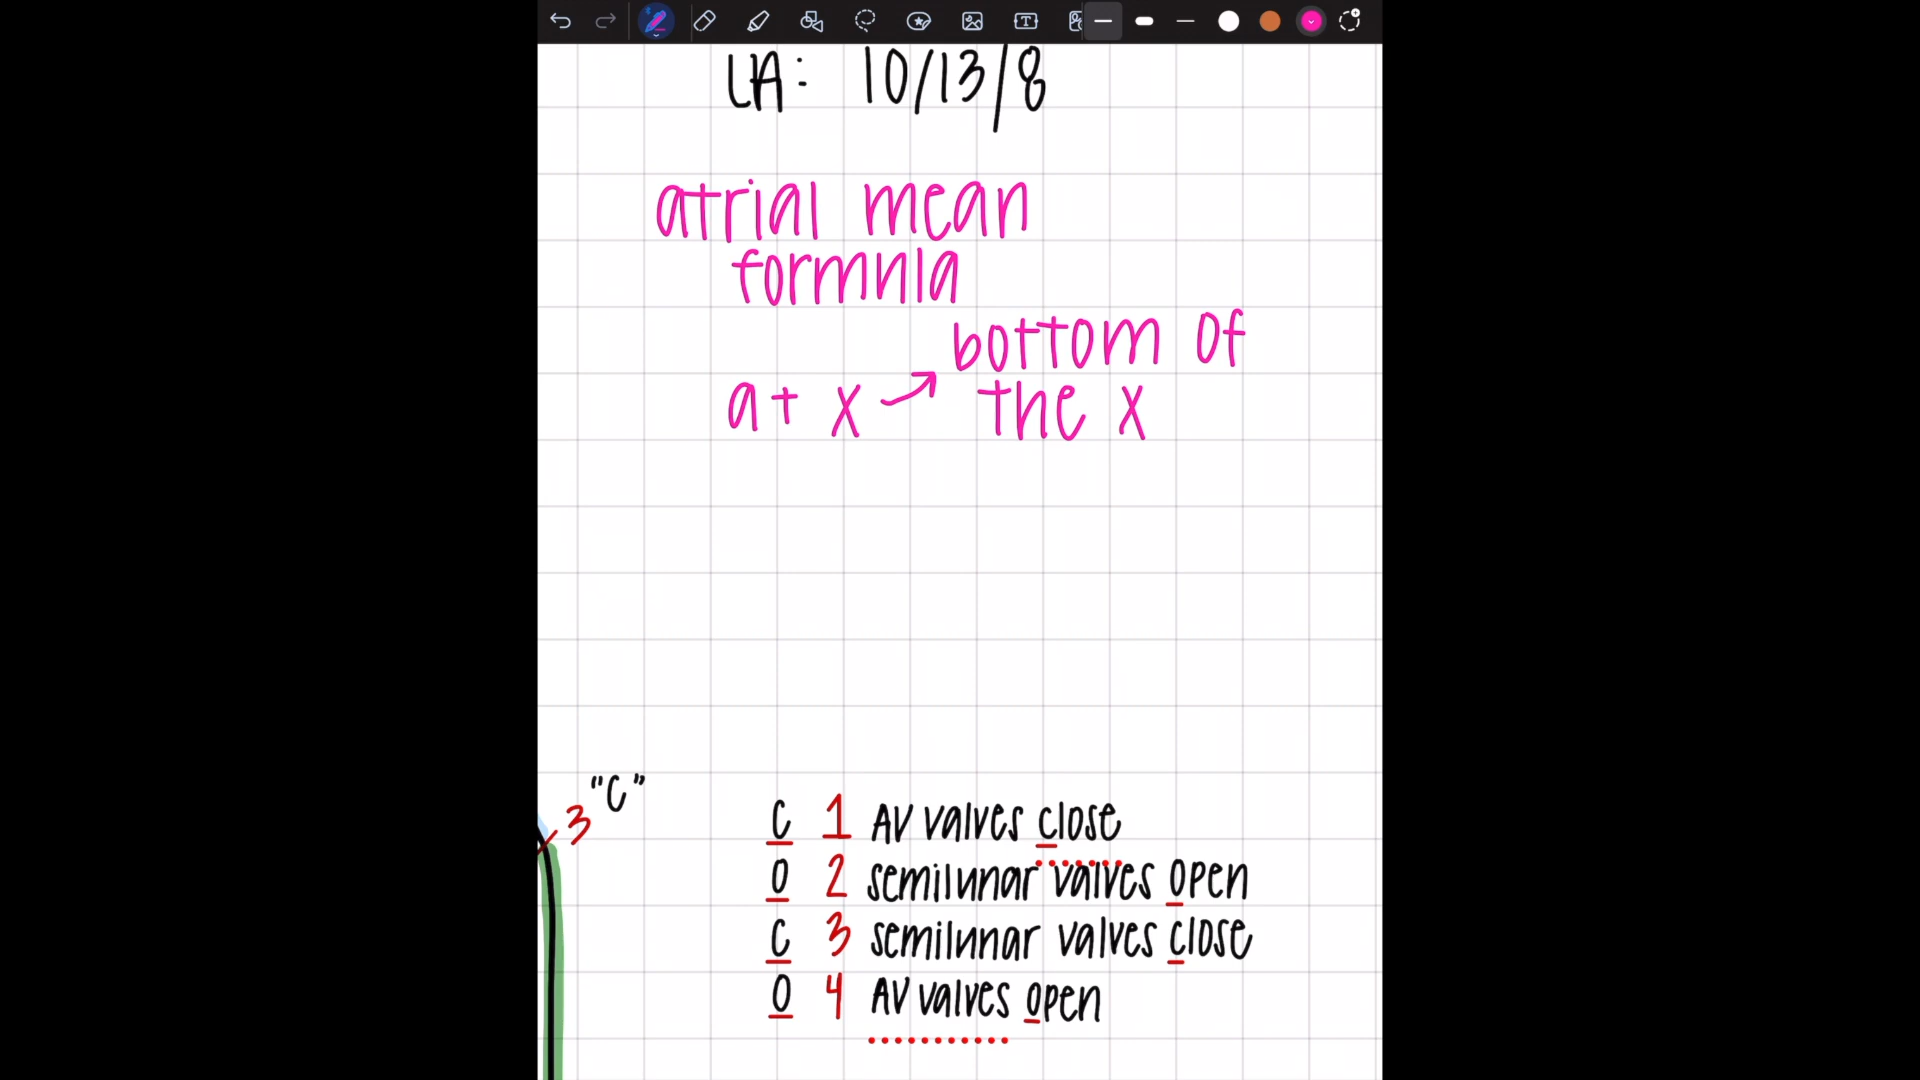 LA: 10/13/8
atrial mean
formula
bottom of
a + x → the x
"C"
3
C 1 AV valves close
O 2 semilunar valves open
C 3 semilunar valves close
O 4 AV valves open